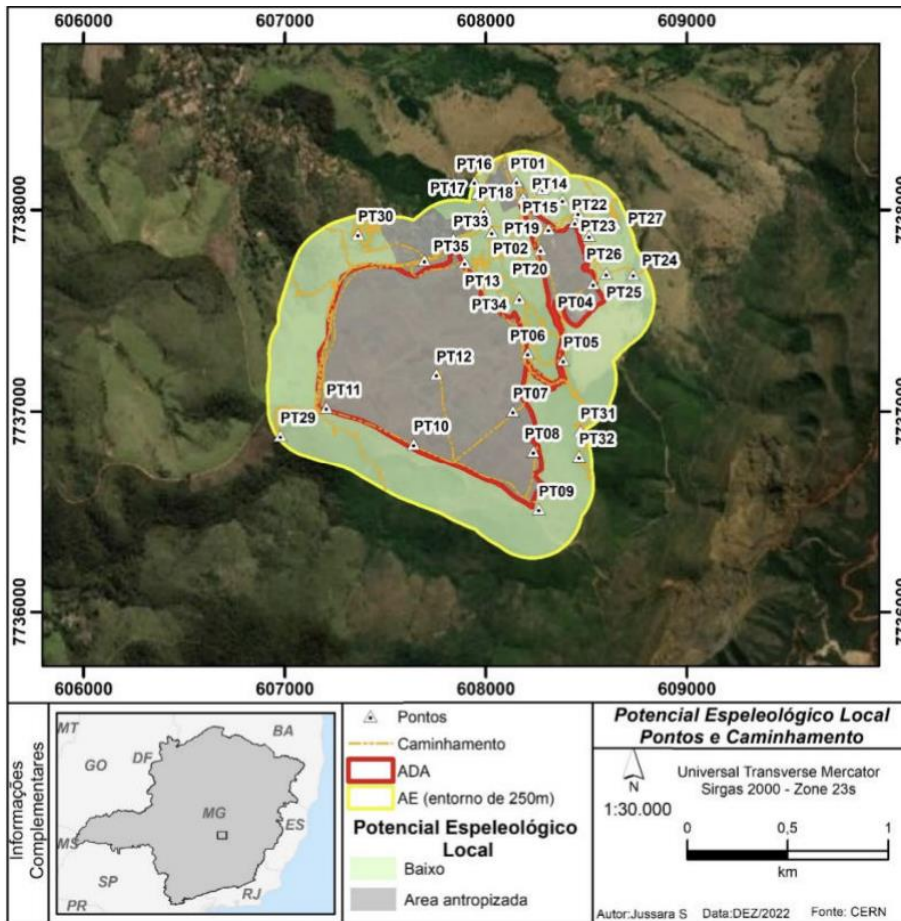 606000 607000 608000 609000
7738000
7737000
7736000
7738000
7737000
7736000
PT16 PT01
PT17 PT18 PT14
PT30 PT33 PT15 PT22 PT27
PT19 PT23
PT35 PT02 PT26 PT24
PT13 PT20
PT34 PT04 PT25
PT06 PT05
PT12
PT11 PT07 PT31
PT29 PT10 PT08 PT32
PT09
606000 607000 608000 609000
Informações
Complementares
MT
BA
DF
GO
MG
ES
MS
SP
RJ
PR
Pontos
Caminhamento
ADA
AE (entorno de 250m)
Potencial Espeleológico
Local
Baixo
Area antropizada
Potencial Espeleológico Local
Pontos e Caminhamento
N
Universal Transverse Mercator
Sirgas 2000 - Zone 23s
1:30.000
0 0,5 1
km
Autor:Jussara S Data:DEZ/2022 Fonte: CERN